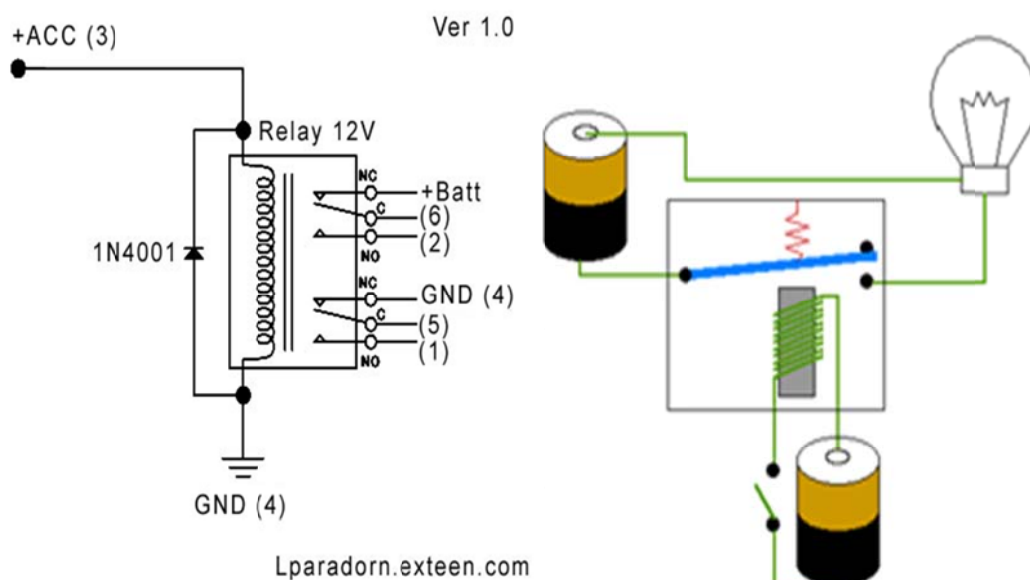 Ver 1.0
+ACC (3)
Relay 12V
1N4001
NC
+Batt
C
(6)
(2)
NO
NC
GND (4)
C
(5)
(1)
NO
GND (4)
Lparadorn.exteen.com